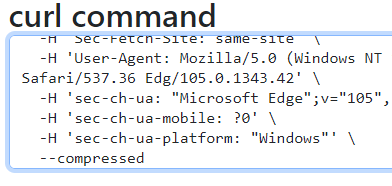 curl command
-H 'Sec-Fetch-Site: same-site' \
-H 'User-Agent: Mozilla/5.0 (Windows NT
Safari/537.36 Edg/105.0.1343.42' \
-H 'sec-ch-ua: "Microsoft Edge";v="105",
-H 'sec-ch-ua-mobile: ?0' \
-H 'sec-ch-ua-platform: "Windows"' \
--compressed